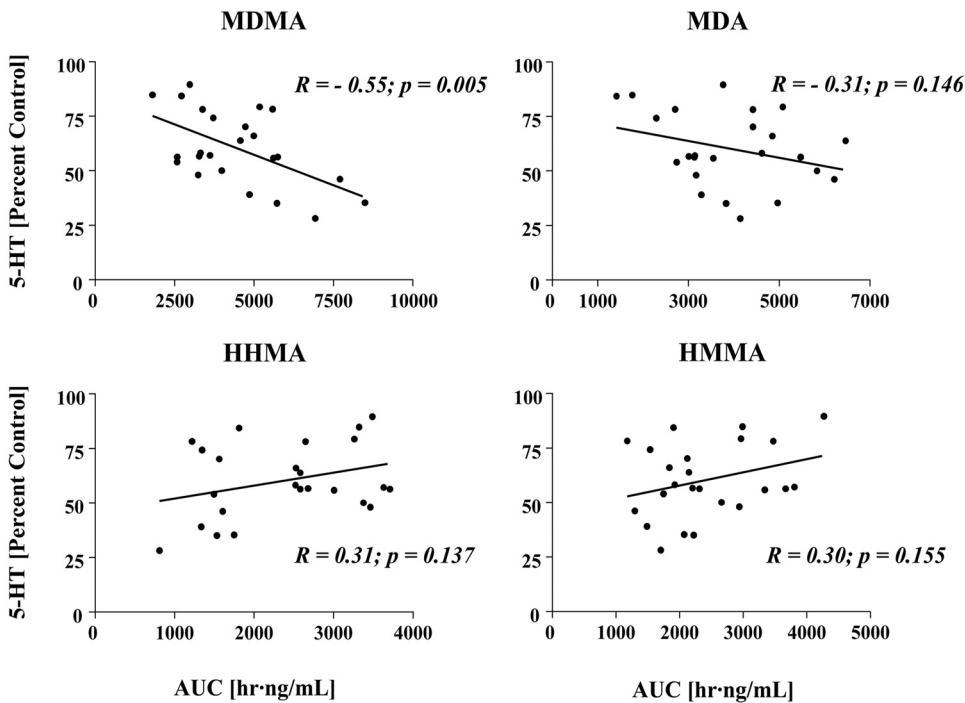 MDMA
MDA
5-HT [Percent Control]
100
75
50
25
0
R = - 0.55; p = 0.005
0 2500 5000 7500 10000
100
75
50
25
0
R = - 0.31; p = 0.146
0 1000 3000 5000 7000
HHMA
HMMA
5-HT [Percent Control]
100
75
50
25
0
R = 0.31; p = 0.137
0 1000 2000 3000 4000
100
75
50
25
0
R = 0.30; p = 0.155
0 1000 2000 3000 4000 5000
AUC [hr·ng/mL]
AUC [hr·ng/mL]